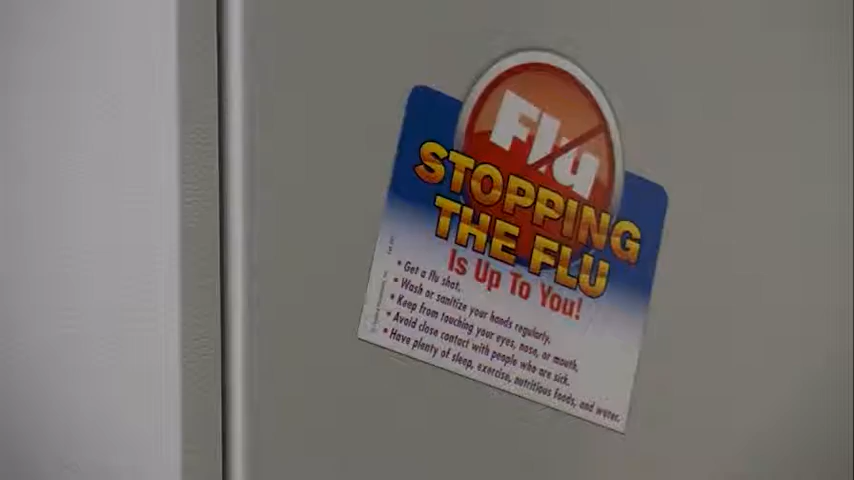 Flu
STOPPING
THE FLU
Is Up To You!
• Get a flu shot.
• Wash or sanitize your hands regularly.
• Keep from touching your eyes, nose, or mouth.
• Avoid close contact with people who are sick.
• Have plenty of sleep, exercise, nutritious foods, and water.